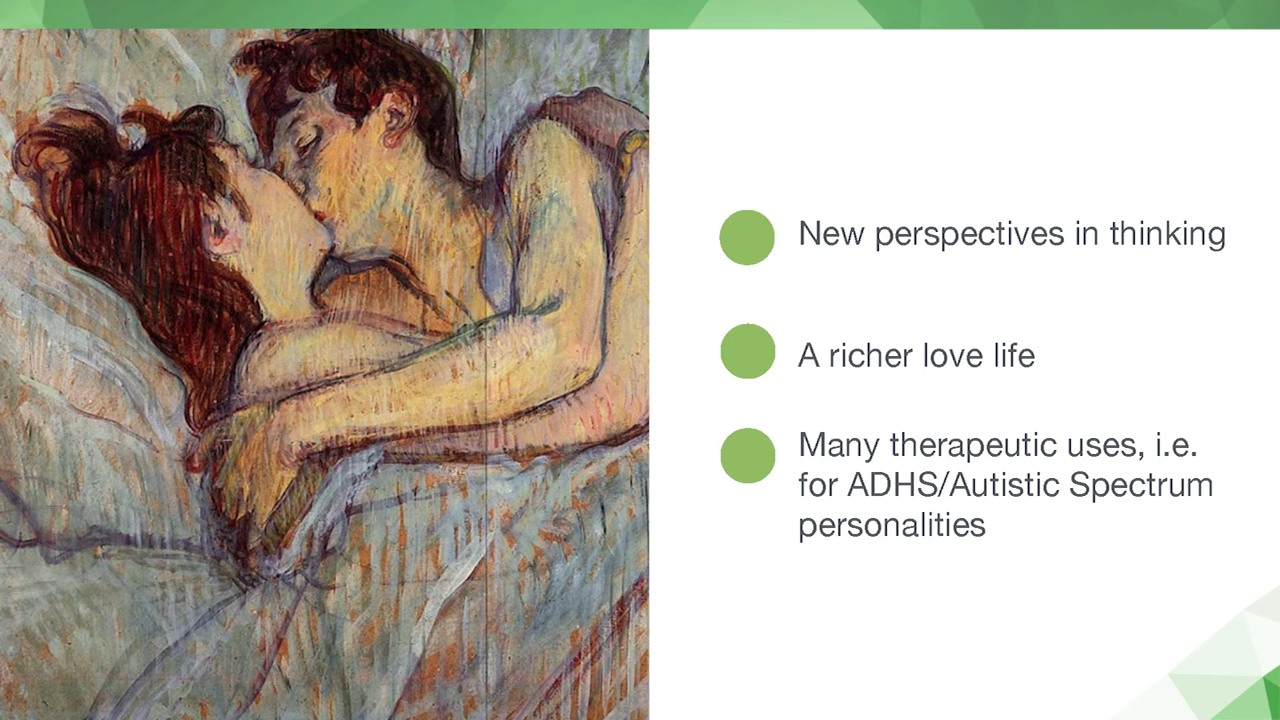 New perspectives in thinking
A richer love life
Many therapeutic uses, i.e.
for ADHS/Autistic Spectrum
personalities